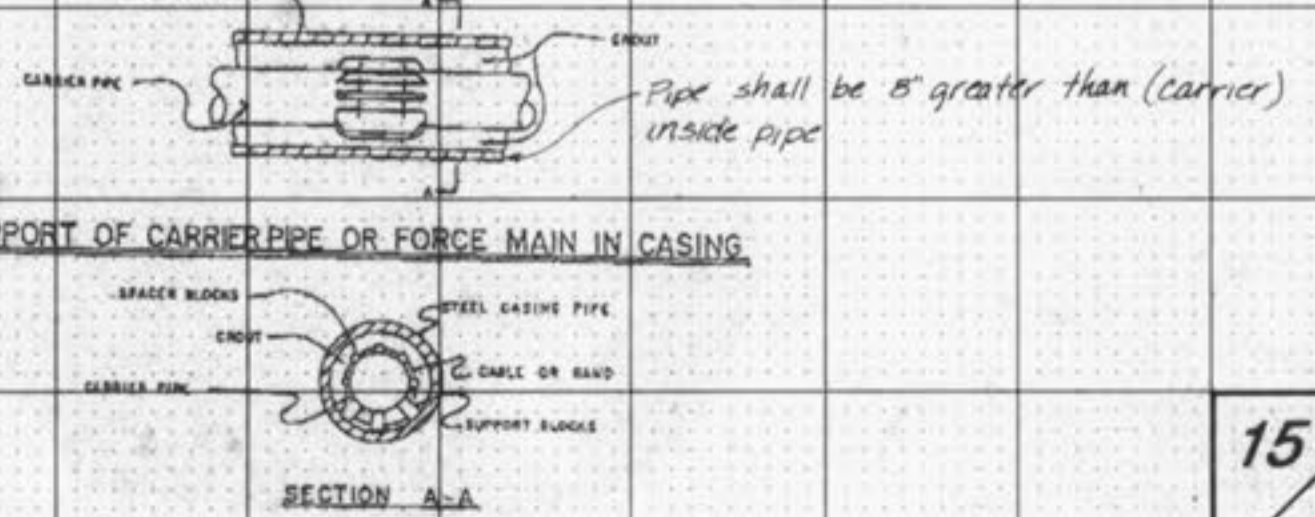 A
GROUT
CARRIER PIPE
Pipe shall be 8" greater than (carrier)
inside pipe
A
PPORT OF CARRIER PIPE OR FORCE MAIN IN CASING
SPACER BLOCKS
STEEL CASING PIPE
GROUT
CABLE OR BAND
CARRIER PIPE
SUPPORT BLOCKS
15
SECTION A-A